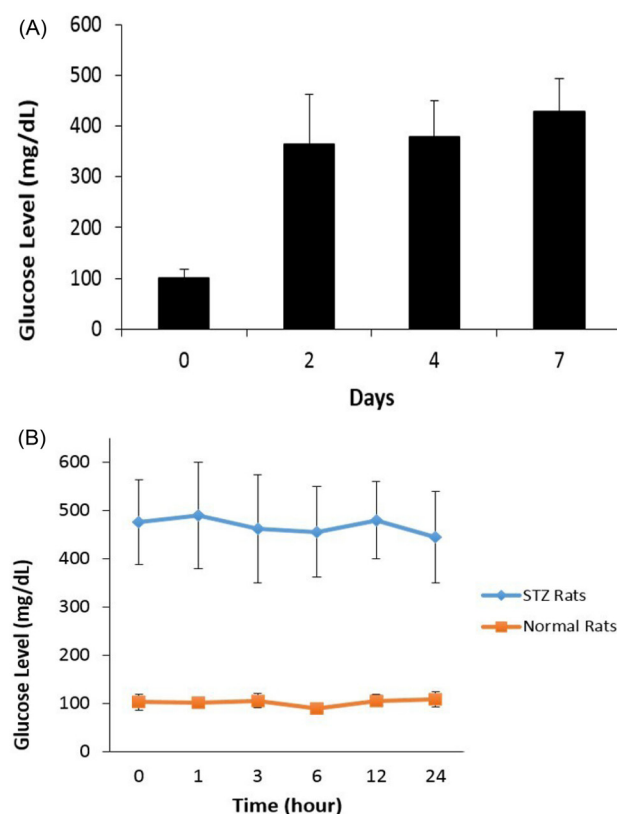 (A)
Glucose Level (mg/dL)
600
500
400
300
200
100
0
0 2 4 7
Days
(B)
Glucose Level (mg/dL)
600
500
400
300
200
100
0
0 1 3 6 12 24
Time (hour)
STZ Rats
Normal Rats